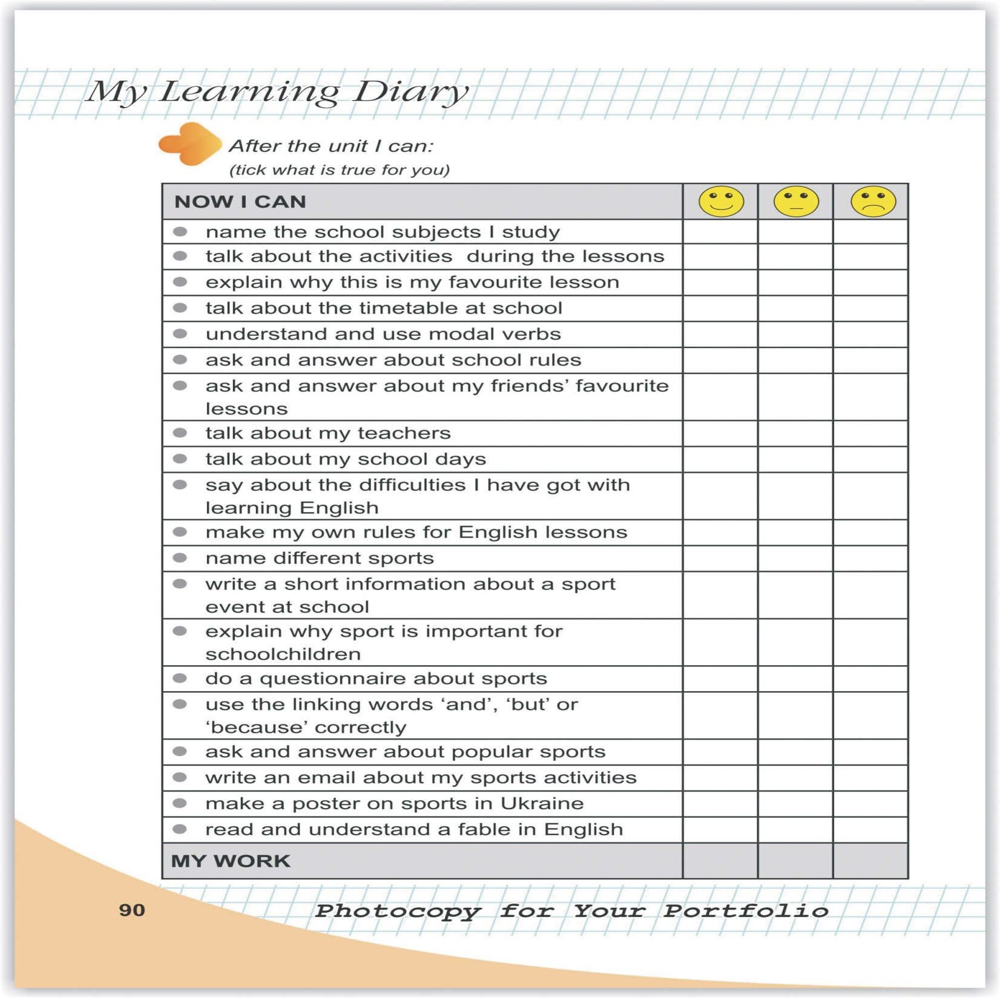 My Learning Diary
After the unit I can:
(tick what is true for you)
NOW I CAN
name the school subjects I study
talk about the activities during the lessons
explain why this is my favourite lesson
talk about the timetable at school
understand and use modal verbs
ask and answer about school rules
ask and answer about my friends’ favourite
lessons
talk about my teachers
talk about my school days
say about the difficulties I have got with
learning English
make my own rules for English lessons
name different sports
write a short information about a sport
event at school
explain why sport is important for
schoolchildren
do a questionnaire about sports
use the linking words ‘and’, ‘but’ or
‘because’ correctly
ask and answer about popular sports
write an email about my sports activities
make a poster on sports in Ukraine
read and understand a fable in English
MY WORK
90
Photocopy for Your Portfolio